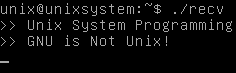 unix@unixsystem:~$ ./recv
>> Unix System Programming
>> GNU is Not Unix!